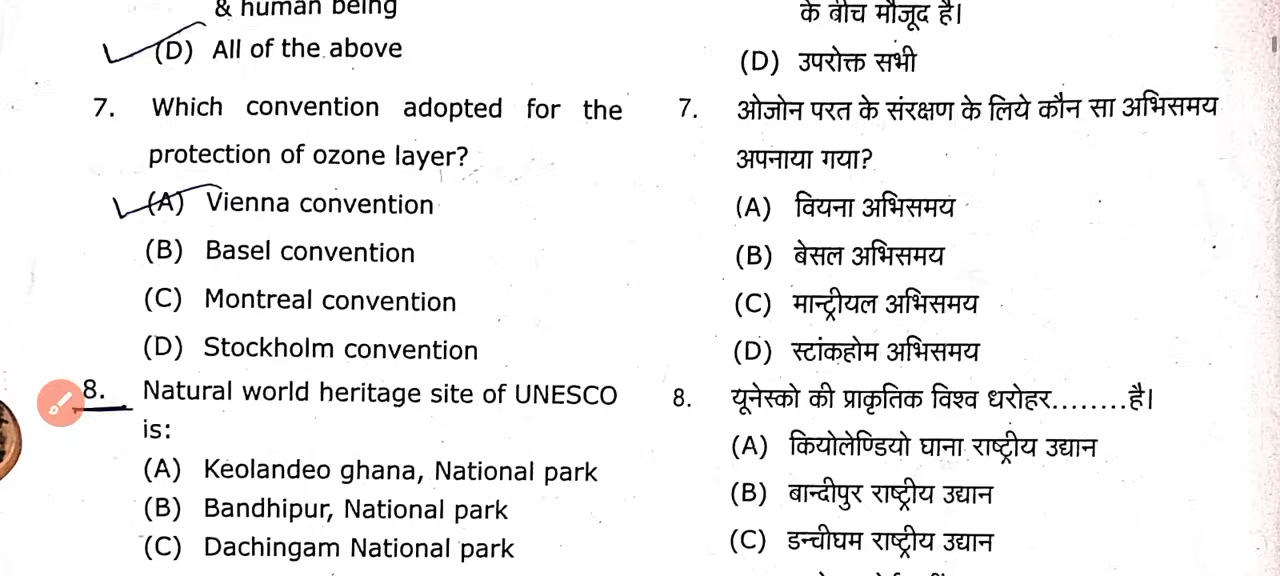 & human being
(D) All of the above
7. Which convention adopted for the
protection of ozone layer?
(A) Vienna convention
(B) Basel convention
(C) Montreal convention
(D) Stockholm convention
8. Natural world heritage site of UNESCO
is:
(A) Keolandeo ghana, National park
(B) Bandhipur, National park
(C) Dachingam National park
के बीच मौजूद है।
(D) उपरोक्त सभी
7. ओजोन परत के संरक्षण के लिये कौन सा अभिसमय
अपनाया गया?
(A) वियना अभिसमय
(B) बेसल अभिसमय
(C) मान्ट्रीयल अभिसमय
(D) स्टांकहोम अभिसमय
8. यूनेस्को की प्राकृतिक विश्व धरोहर........है।
(A) कियोलेण्डियो घाना राष्ट्रीय उद्यान
(B) बान्दीपुर राष्ट्रीय उद्यान
(C) डन्चीघम राष्ट्रीय उद्यान